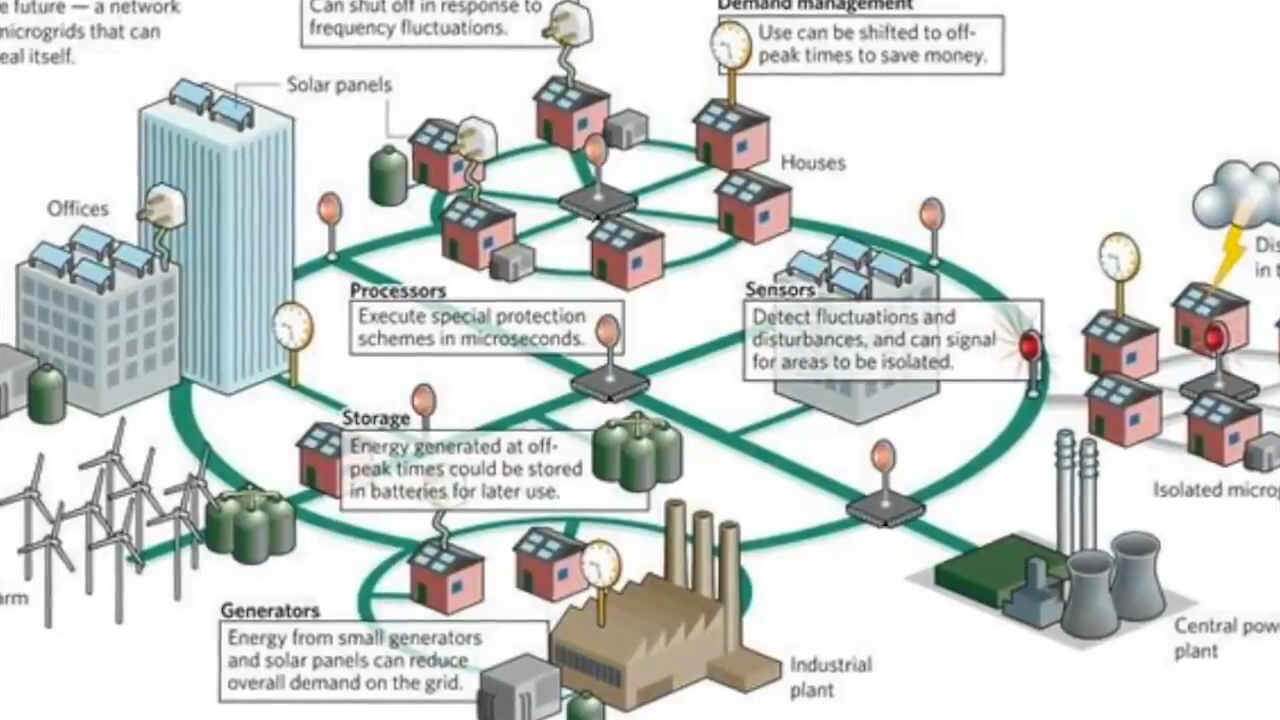 e future — a network
microgrids that can
eal itself.
Can shut off in response to
frequency fluctuations.
Demand management
Use can be shifted to off-
peak times to save money.
Solar panels
Houses
Offices
Processors
Execute special protection
schemes in microseconds.
Sensors
Detect fluctuations and
disturbances, and can signal
for areas to be isolated.
Dis
in t
Storage
Energy generated at off-
peak times could be stored
in batteries for later use.
Isolated microg
arm
Generators
Energy from small generators
and solar panels can reduce
overall demand on the grid.
Industrial
plant
Central pow
plant